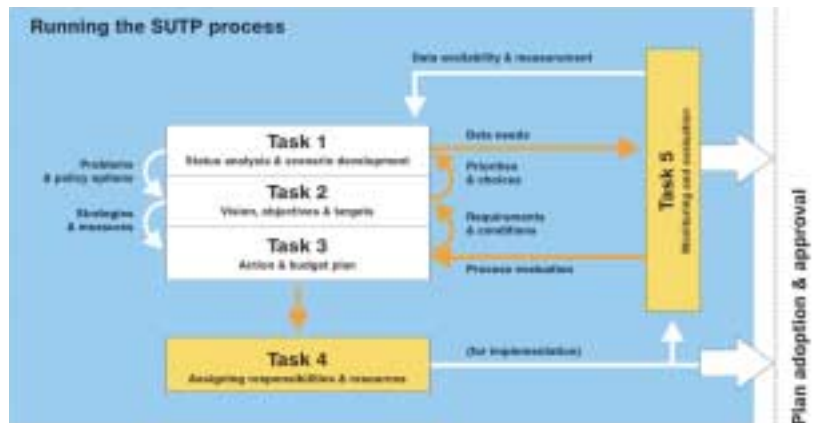 Running the SUTP process
Data availability & measurement
Task 1
Status analysis & scenario development
Data needs
Problems
& policy options
Priorities
& choices
Task 2
Vision, objectives & targets
Strategies
& measures
Requirements
& conditions
Task 3
Action & budget plan
Process evaluation
Task 4
Assigning responsibilities & resources
(for implementation)
Task 5
Monitoring and evaluation
Plan adoption & approval